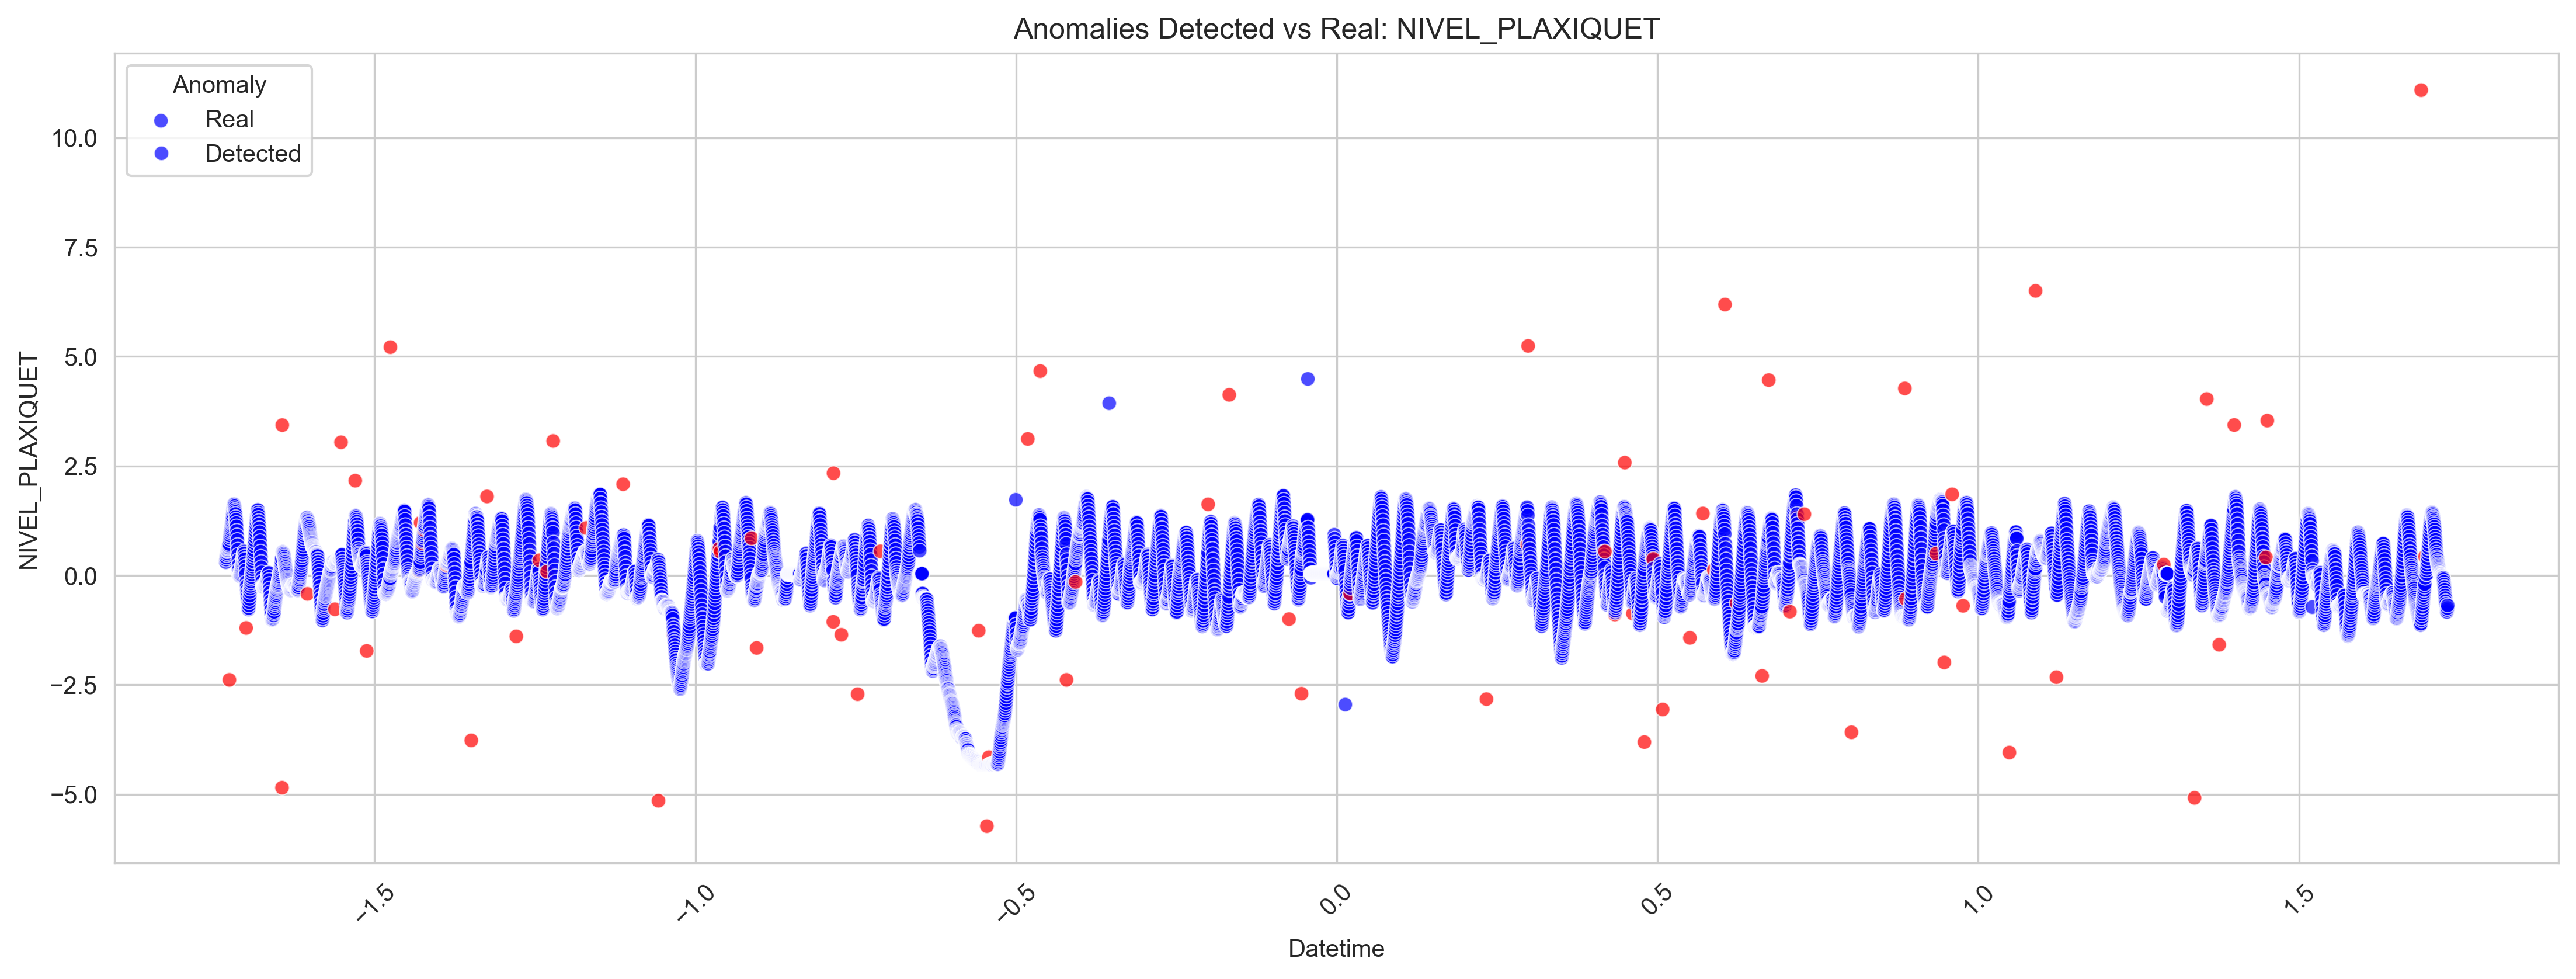 Anomalies Detected vs Real: NIVEL_PLAXIQUET
Anomaly
Real
Detected
NIVEL_PLAXIQUET
10.0
7.5
5.0
2.5
0.0
−2.5
−5.0
−1.5
−1.0
−0.5
0.0
0.5
1.0
1.5
Datetime